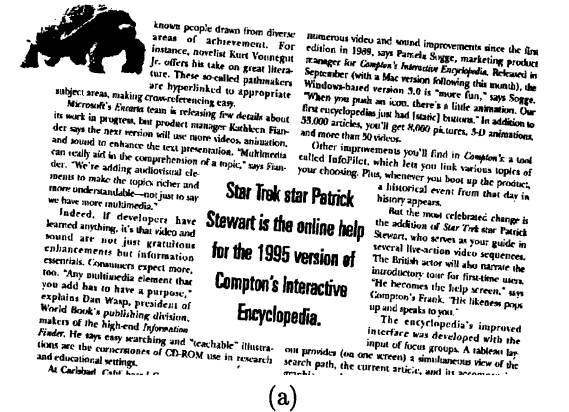 known people drawn from diverse
areas of achievement. For
instance, novelist Kurt Vonnegut
Jr. offers his take on great litera-
ture. These so-called pathmakers
are hyperlinked to appropriate
subject areas, making cross-referencing easy.
Microsoft's Encarta team is releasing few details about
its work in progress, but product manager Kathleen Fian-
der says the next version will use more videos, animation,
and sound to enhance the text presentation. "Multimedia
can really aid in the comprehension of a topic," says Fian-
der. "We're adding audiovisual ele-
ments to make the topics richer and
more understandable—not just to say
we have more multimedia."
Indeed, if developers have
learned anything, it's that video and
sound are not just gratuitous
enhancements but information
essentials. Consumers expect more,
too. "Any multimedia element that
you add has to have a purpose,"
explains Dan Wasp, president of
World Book's publishing division,
makers of the high-end Information
Finder. He says easy searching and "teachable" illustra-
tions are the cornerstones of CD-ROM use in research
and educational settings.
At Carlsbad, Calif.
Star Trek star Patrick
Stewart is the online help
for the 1995 version of
Compton's Interactive
Encyclopedia.
numerous video and sound improvements since the first
edition in 1989, says Pamela Sogge, marketing product
manager for Compton's Interactive Encyclopedia. Released in
September (with a Mac version following this month), the
Windows-based version 3.0 is "more fun," says Sogge.
"When you push an icon, there's a little animation. Our
first encyclopedias just had [static] buttons." In addition to
33,000 articles, you'll get 8,000 pictures, 3-D animations,
and more than 50 videos.
Other improvements you'll find in Compton's: a tool
called InfoPilot, which lets you link various topics of
your choosing. Plus, whenever you boot up the product,
a historical event from that day in
history appears.
But the most celebrated change is
the addition of Star Trek star Patrick
Stewart, who serves as your guide in
several live-action video sequences.
The British actor will also narrate the
introductory tour for first-time users.
"He becomes the help screen," says
Compton's Frank. "His likeness pops
up and speaks to you."
The encyclopedia's improved
interface was developed with the
input of focus groups. A tableau lay-
out provides (on one screen) a simultaneous view of the
search path, the current article, and its
(a)